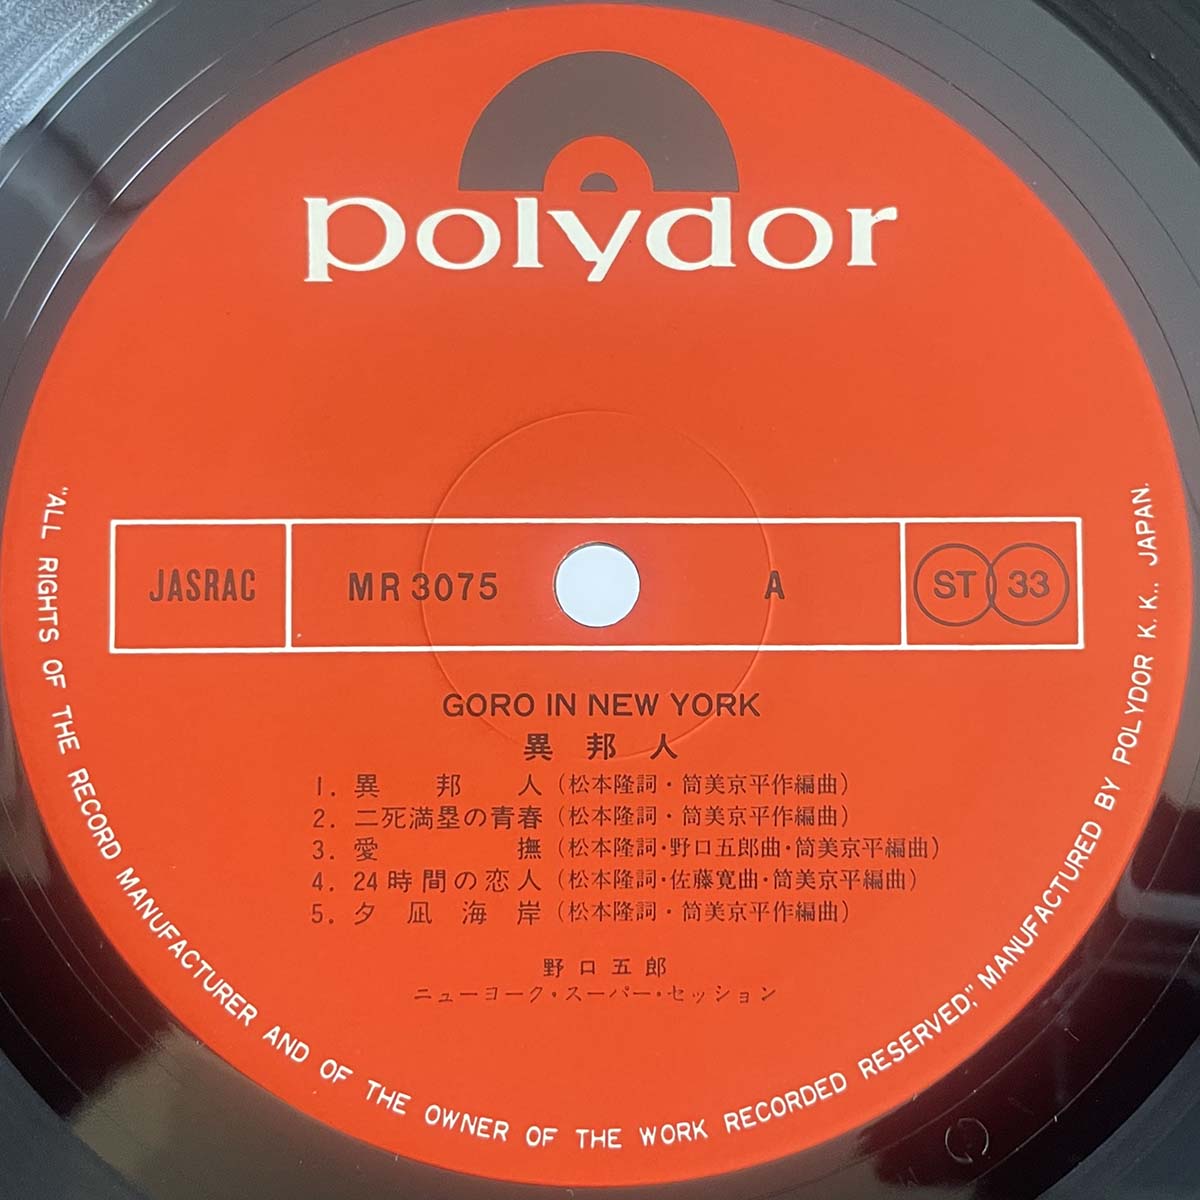 polydor
JASRAC MR 3075 A ST 33
GORO IN NEW YORK
異邦人
1. 異邦人 (松本隆詞・筒美京平作編曲)
2. 二死満塁の青春 (松本隆詞・筒美京平作編曲)
3. 愛撫 (松本隆詞・野口五郎曲・筒美京平編曲)
4. 24時間の恋人 (松本隆詞・佐藤寛曲・筒美京平編曲)
5. 夕凪海岸 (松本隆詞・筒美京平作編曲)
野口五郎
ニューヨーク・スーパー・セッション
"ALL RIGHTS OF THE RECORD MANUFACTURER AND OF THE OWNER OF THE WORK RECORDED RESERVED," MANUFACTURED BY POLYDOR K.K., JAPAN.